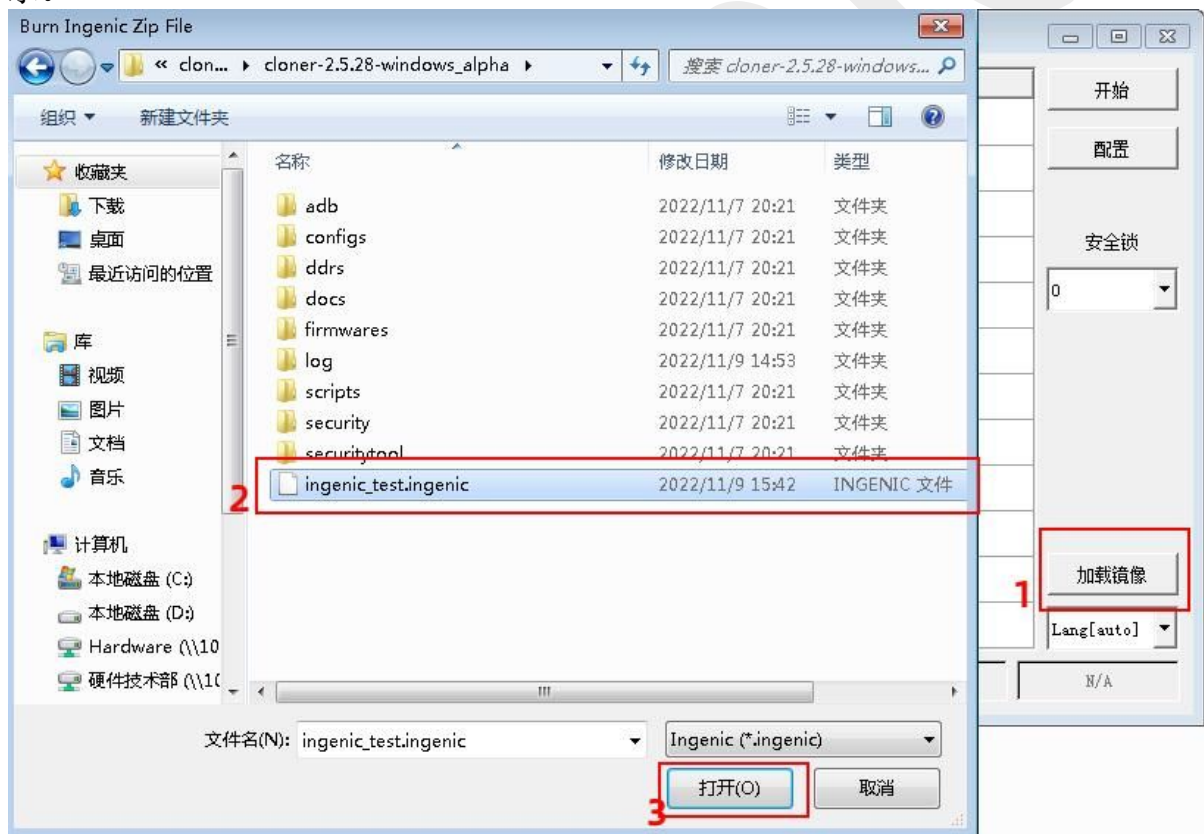 Burn Ingenic Zip File
« clon... ▸ cloner-2.5.28-windows_alpha ▸
搜索 cloner-2.5.28-windows...
组织 新建文件夹
收藏夹
下载
桌面
最近访问的位置
库
视频
图片
文档
音乐
计算机
本地磁盘 (C:)
本地磁盘 (D:)
Hardware (\\10
硬件技术部 (\\10
名称 修改日期 类型
adb 2022/11/7 20:21 文件夹
configs 2022/11/7 20:21 文件夹
ddrs 2022/11/7 20:21 文件夹
docs 2022/11/7 20:21 文件夹
firmwares 2022/11/7 20:21 文件夹
log 2022/11/9 14:53 文件夹
scripts 2022/11/7 20:21 文件夹
security 2022/11/7 20:21 文件夹
securitytool 2022/11/7 20:21 文件夹
ingenic_test.ingenic 2022/11/9 15:42 INGENIC 文件
2
文件名(N): ingenic_test.ingenic Ingenic (*.ingenic)
打开(O) 取消
3
开始
配置
安全锁
0
加载镜像
1
Lang[auto]
N/A